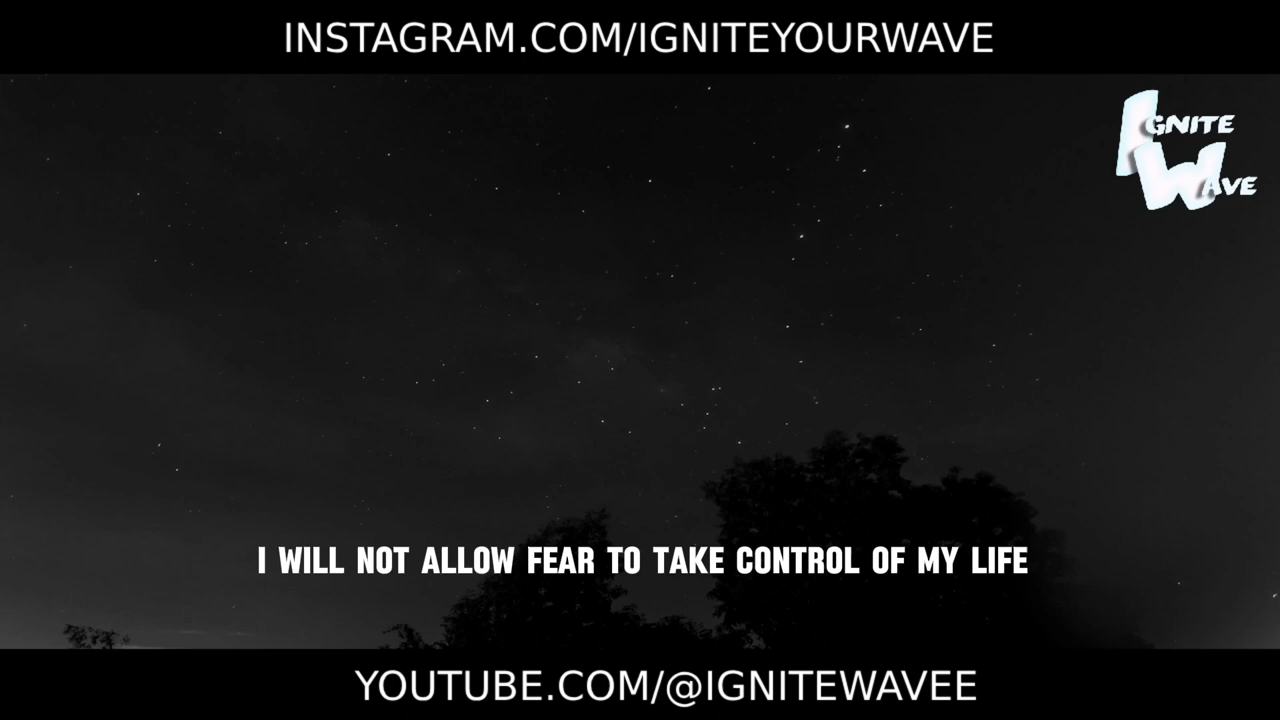 INSTAGRAM.COM/IGNITEYOURWAVE
IGNITE
WAVE
I WILL NOT ALLOW FEAR TO TAKE CONTROL OF MY LIFE
YOUTUBE.COM/@IGNITEWAVEE